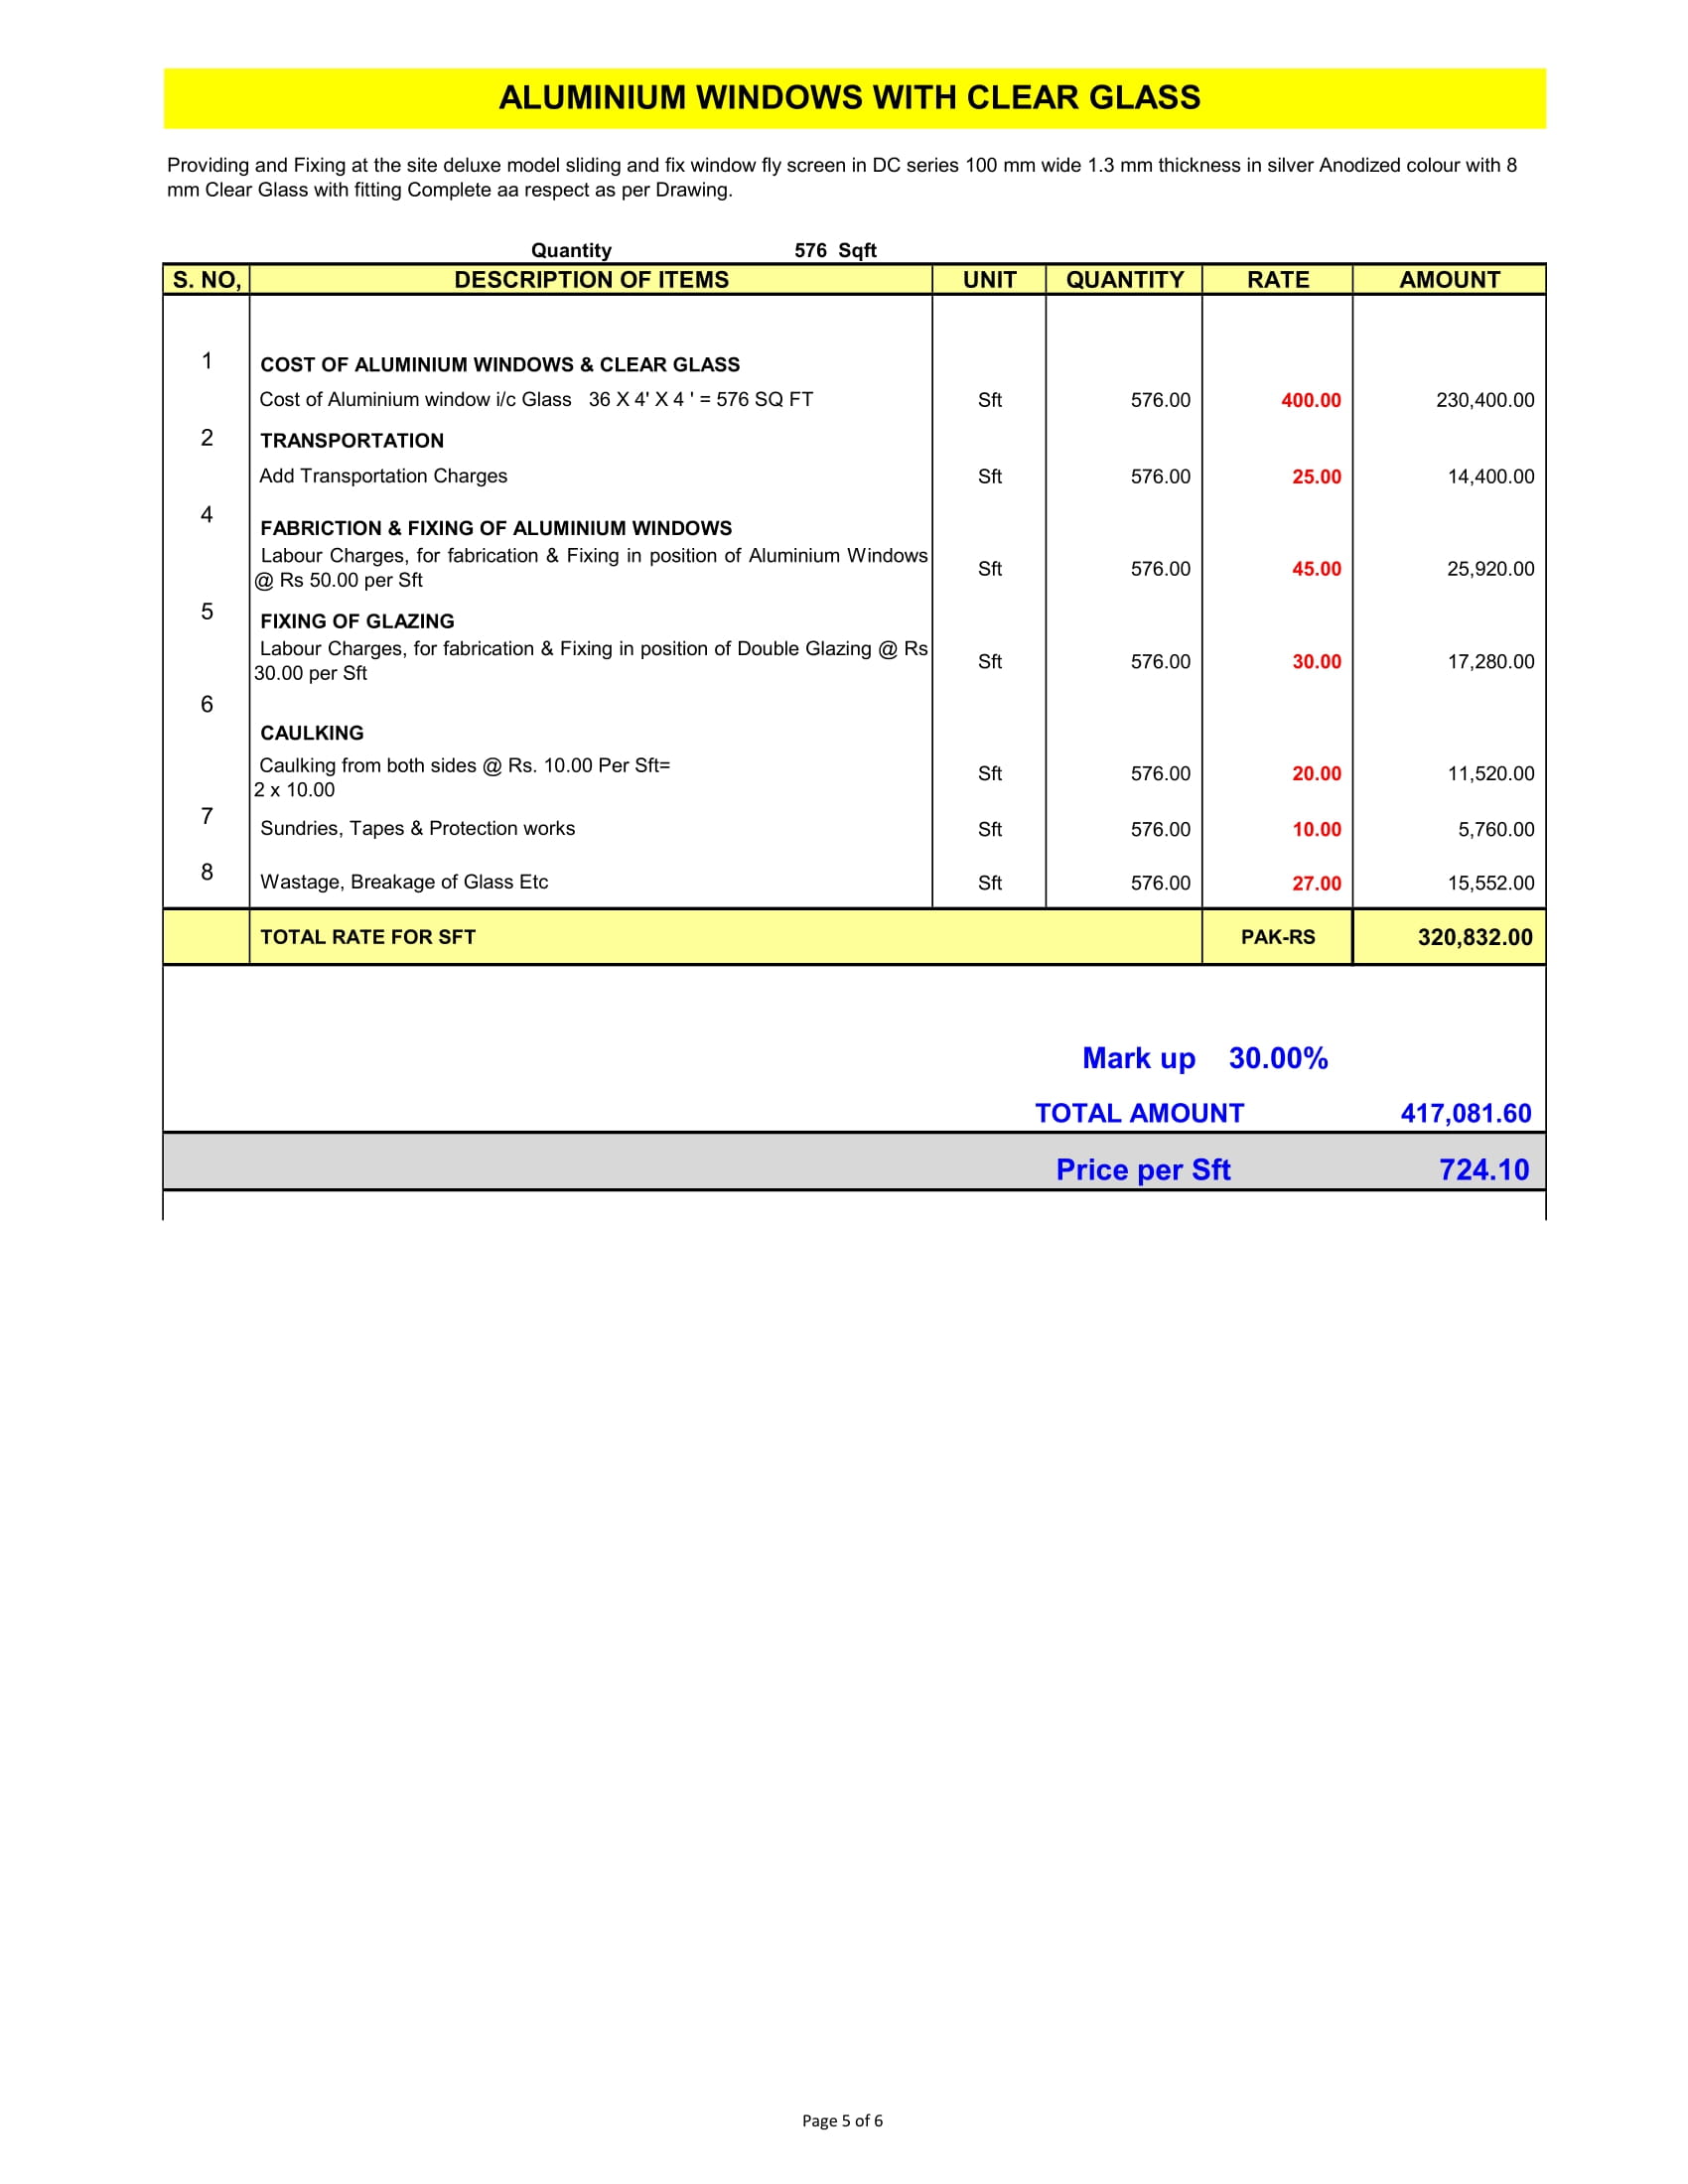 ALUMINIUM WINDOWS WITH CLEAR GLASS
Providing and Fixing at the site deluxe model sliding and fix window fly screen in DC series 100 mm wide 1.3 mm thickness in silver Anodized colour with 8
mm Clear Glass with fitting Complete aa respect as per Drawing.
Quantity 576 Sqft
S. NO, DESCRIPTION OF ITEMS UNIT QUANTITY RATE AMOUNT
1 COST OF ALUMINIUM WINDOWS & CLEAR GLASS
Cost of Aluminium window i/c Glass 36 X 4' X 4 ' = 576 SQ FT Sft 576.00 400.00 230,400.00
2 TRANSPORTATION
Add Transportation Charges Sft 576.00 25.00 14,400.00
4 FABRICTION & FIXING OF ALUMINIUM WINDOWS
Labour Charges, for fabrication & Fixing in position of Aluminium Windows
@ Rs 50.00 per Sft Sft 576.00 45.00 25,920.00
5 FIXING OF GLAZING
Labour Charges, for fabrication & Fixing in position of Double Glazing @ Rs
30.00 per Sft Sft 576.00 30.00 17,280.00
6 CAULKING
Caulking from both sides @ Rs. 10.00 Per Sft=
2 x 10.00 Sft 576.00 20.00 11,520.00
7 Sundries, Tapes & Protection works Sft 576.00 10.00 5,760.00
8 Wastage, Breakage of Glass Etc Sft 576.00 27.00 15,552.00
TOTAL RATE FOR SFT PAK-RS 320,832.00
Mark up 30.00%
TOTAL AMOUNT 417,081.60
Price per Sft 724.10
Page 5 of 6